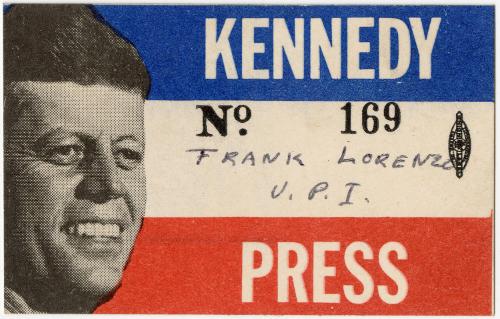 KENNEDY
Nº. 169
FRANK LORENZO
U.P.I.
PRESS